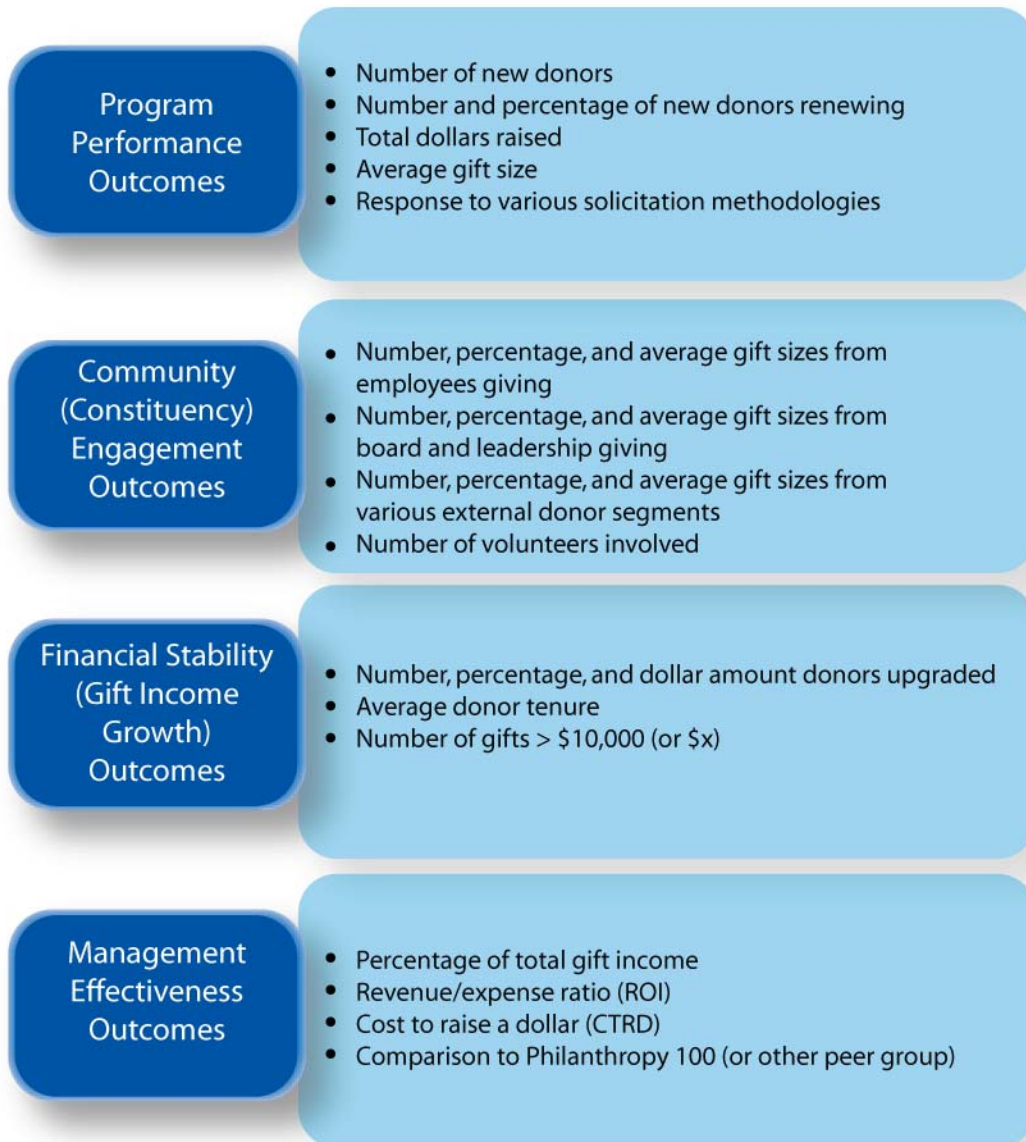 Program
Performance
Outcomes
• Number of new donors
• Number and percentage of new donors renewing
• Total dollars raised
• Average gift size
• Response to various solicitation methodologies
Community
(Constituency)
Engagement
Outcomes
• Number, percentage, and average gift sizes from
employees giving
• Number, percentage, and average gift sizes from
board and leadership giving
• Number, percentage, and average gift sizes from
various external donor segments
• Number of volunteers involved
Financial Stability
(Gift Income
Growth)
Outcomes
• Number, percentage, and dollar amount donors upgraded
• Average donor tenure
• Number of gifts > $10,000 (or $x)
Management
Effectiveness
Outcomes
• Percentage of total gift income
• Revenue/expense ratio (ROI)
• Cost to raise a dollar (CTRD)
• Comparison to Philanthropy 100 (or other peer group)